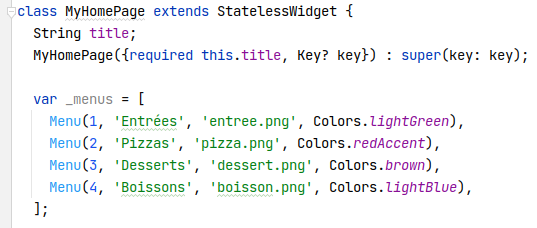 class MyHomePage extends StatelessWidget {
  String title;
  MyHomePage({required this.title, Key? key}) : super(key: key);

  var _menus = [
    Menu(1, 'Entrées', 'entree.png', Colors.lightGreen),
    Menu(2, 'Pizzas', 'pizza.png', Colors.redAccent),
    Menu(3, 'Desserts', 'dessert.png', Colors.brown),
    Menu(4, 'Boissons', 'boisson.png', Colors.lightBlue),
  ];